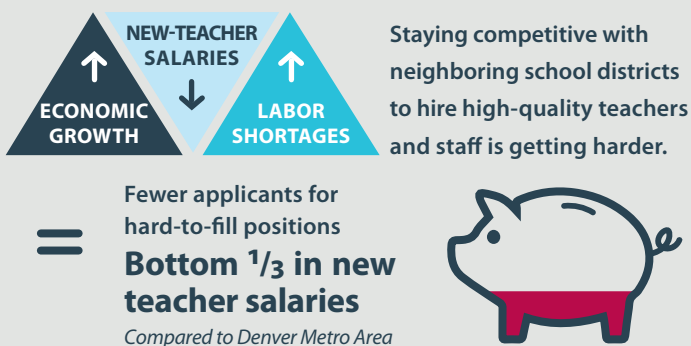 NEW-TEACHER
SALARIES
ECONOMIC
GROWTH
LABOR
SHORTAGES
Staying competitive with
neighboring school districts
to hire high-quality teachers
and staff is getting harder.
=
Fewer applicants for
hard-to-fill positions
Bottom 1/3 in new
teacher salaries
Compared to Denver Metro Area